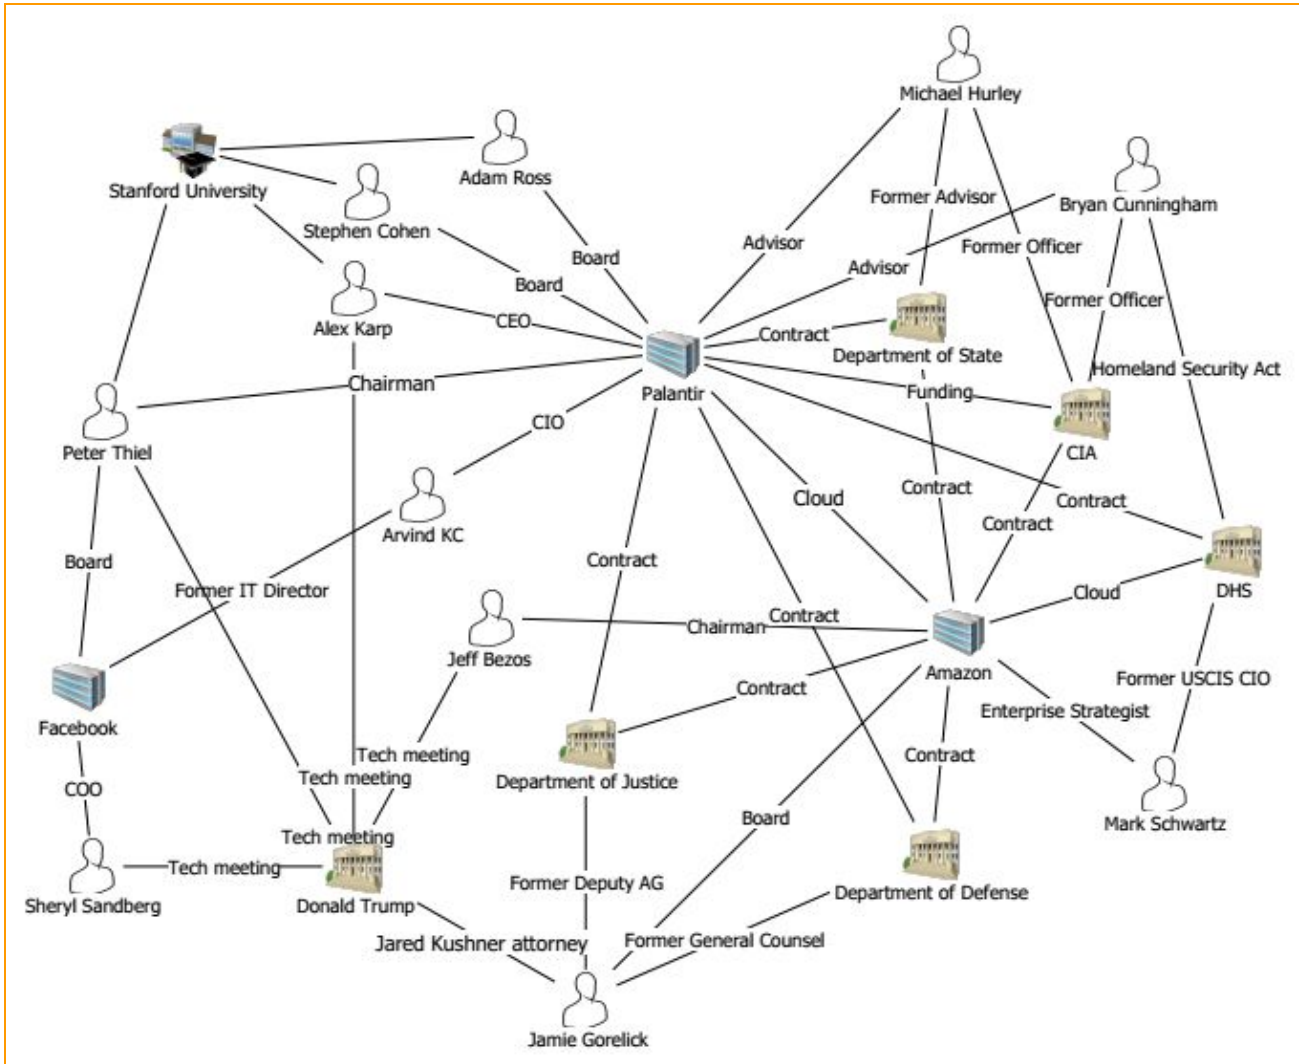 Michael Hurley
Stanford University
Adam Ross
Former Advisor
Bryan Cunningham
Stephen Cohen
Advisor
Former Officer
Board
Advisor
Board
Former Officer
Alex Karp
CEO
Contract
Department of State
Homeland Security Act
Chairman
Palantir
Funding
CIO
Peter Thiel
CIA
Contract
Cloud
Contract
Contract
Arvind KC
Board
Contract
Former IT Director
Cloud
DHS
Contract
Chairman
Jeff Bezos
Amazon
Former USCIS CIO
Contract
Enterprise Strategist
Facebook
Tech meeting
Contract
Tech meeting
Department of Justice
COO
Board
Mark Schwartz
Tech meeting
Tech meeting
Former Deputy AG
Department of Defense
Sheryl Sandberg
Donald Trump
Jared Kushner attorney
Former General Counsel
Jamie Gorelick